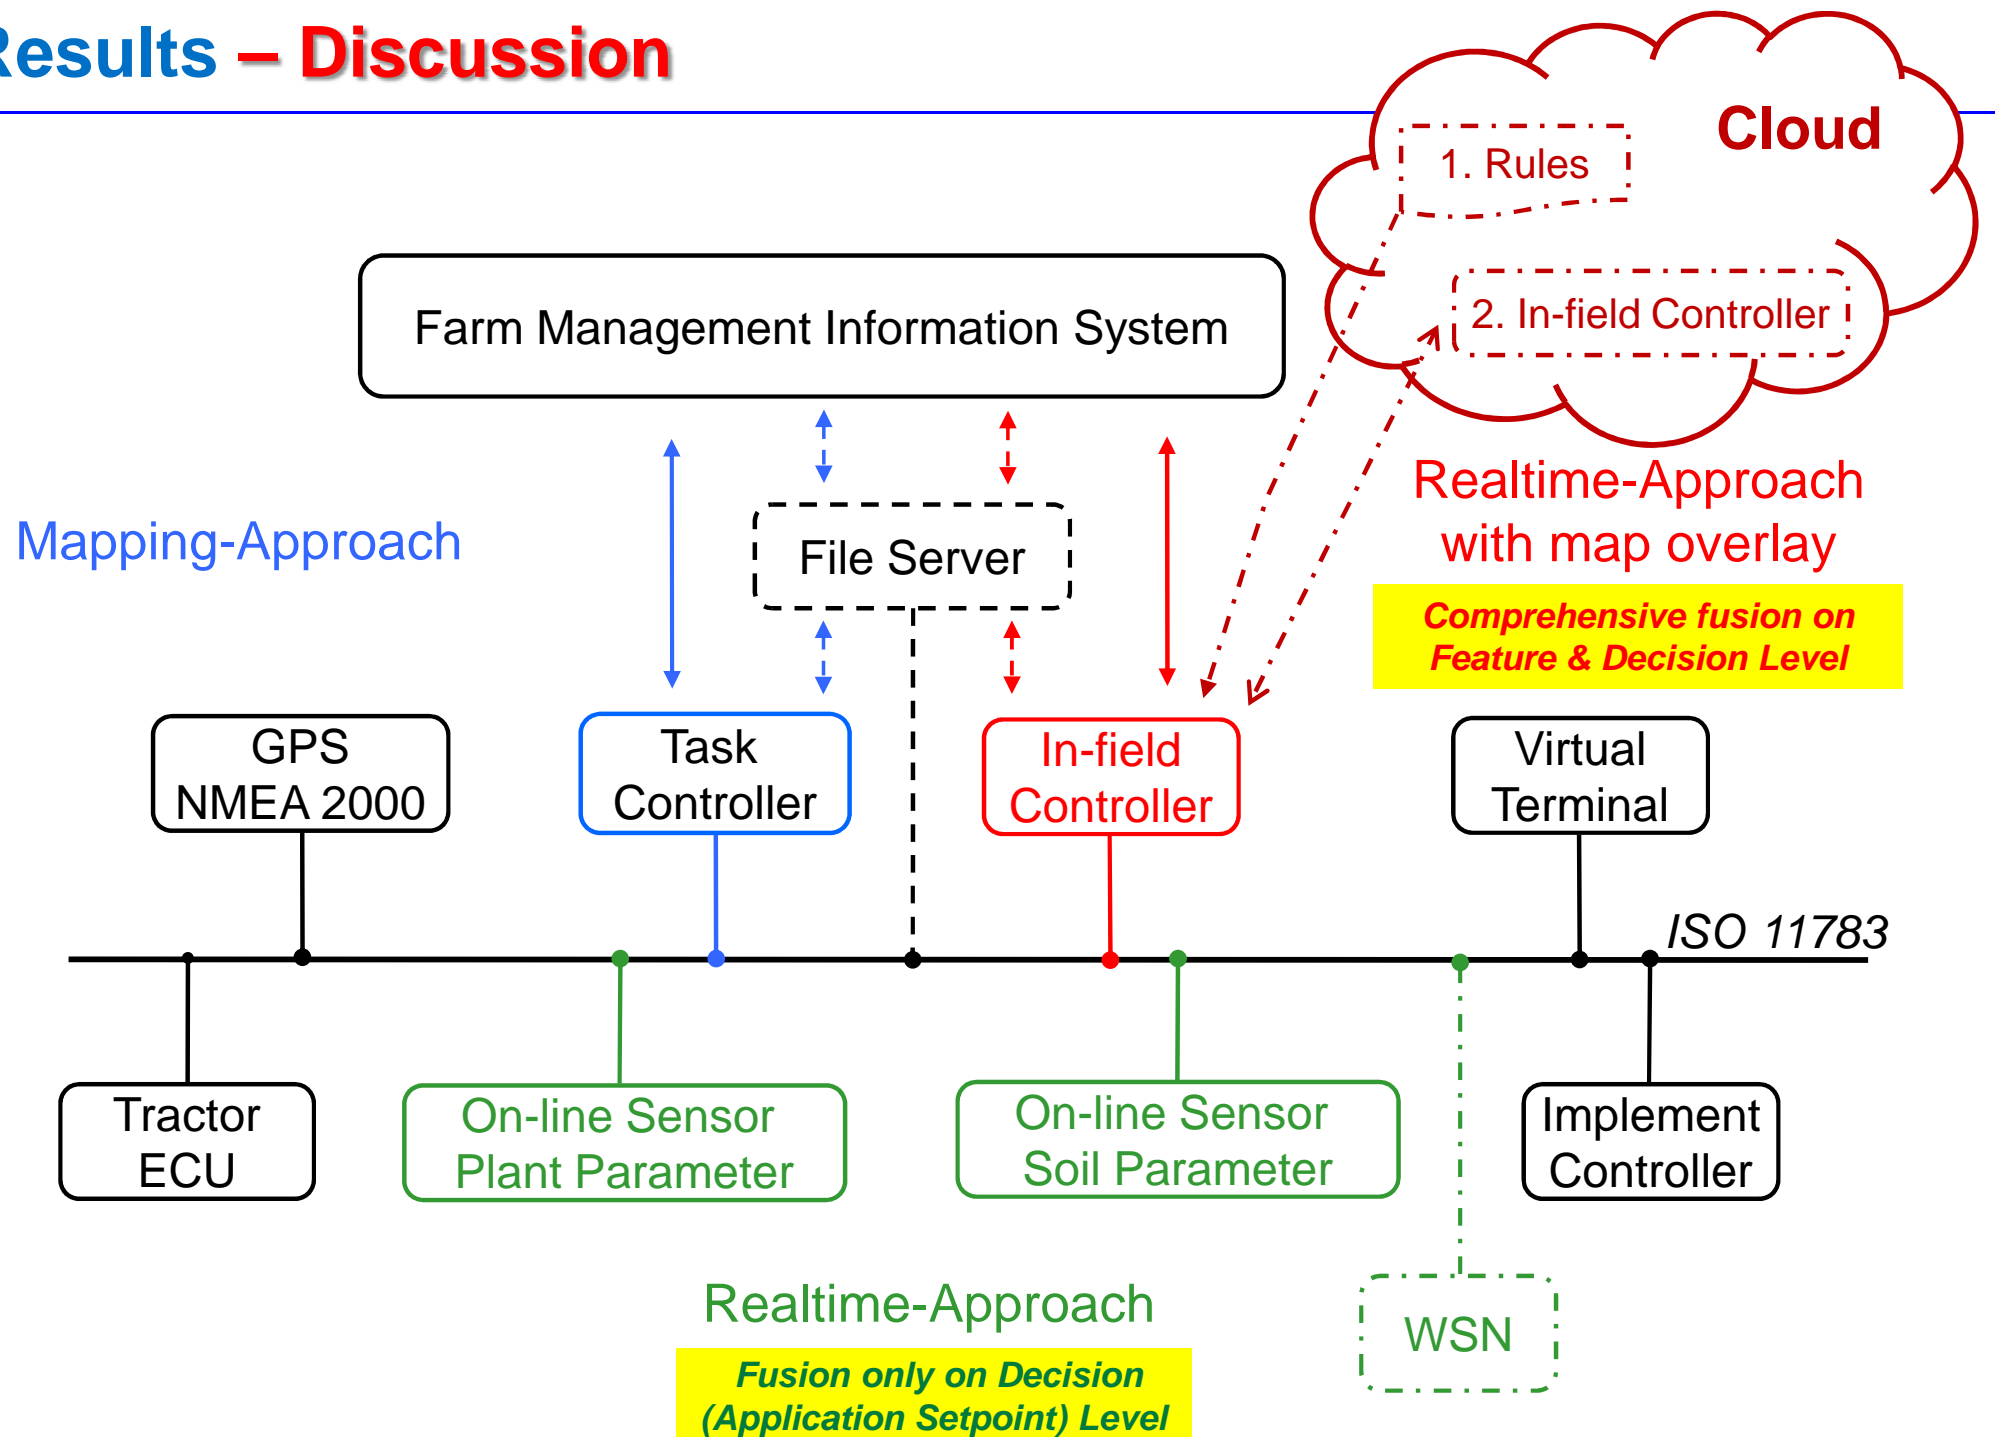 Results – Discussion
Cloud
1. Rules
2. In-field Controller
Farm Management Information System
Mapping-Approach
File Server
Realtime-Approach
with map overlay
Comprehensive fusion on
Feature & Decision Level
GPS
NMEA 2000
Task
Controller
In-field
Controller
Virtual
Terminal
ISO 11783
Tractor
ECU
On-line Sensor
Plant Parameter
On-line Sensor
Soil Parameter
Implement
Controller
Realtime-Approach
Fusion only on Decision
(Application Setpoint) Level
WSN